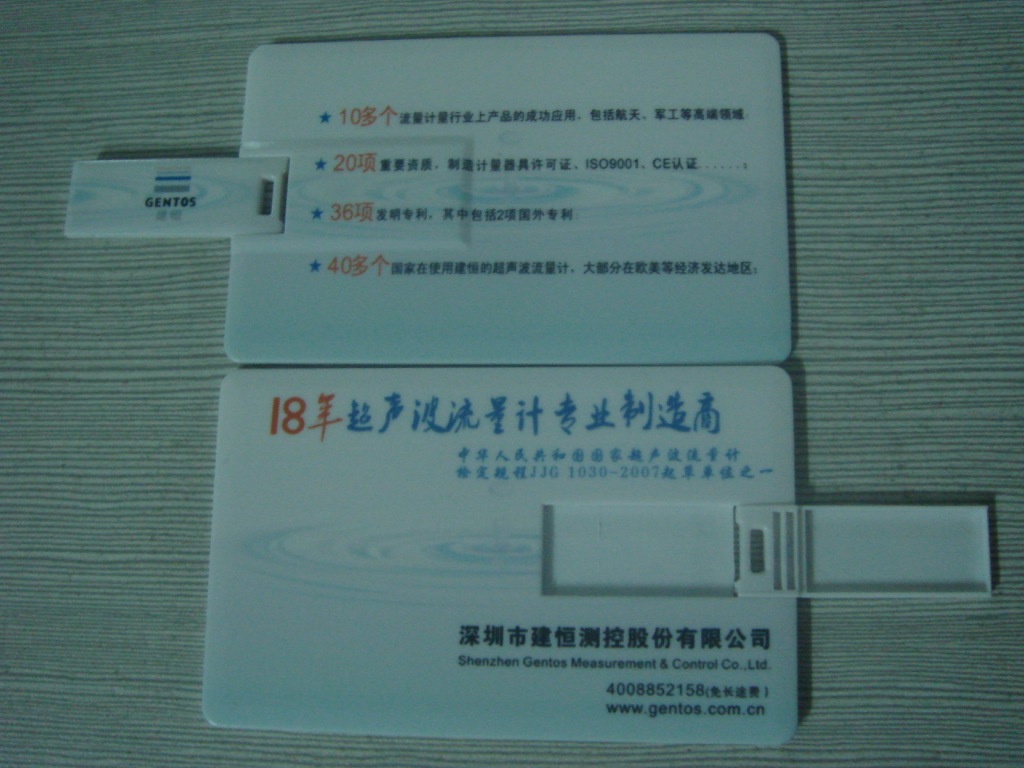 ★ 10多个流量计量行业上产品的成功应用，包括航天、军工等高端领域；
★ 20项重要资质，制造计量器具许可证、ISO9001、CE认证......；
GENTOS
建恒
★ 36项发明专利，其中包括2项国外专利
★ 40多个国家在使用建恒的超声波流量计，大部分在欧美等经济发达地区；
18年超声波流量计专业制造商
中华人民共和国国家超声波流量计
检定规程JJG 1030-2007起草单位之一
深圳市建恒测控股份有限公司
Shenzhen Gentos Measurement & Control Co.,Ltd.
4008852158(免长途费)
www.gentos.com.cn